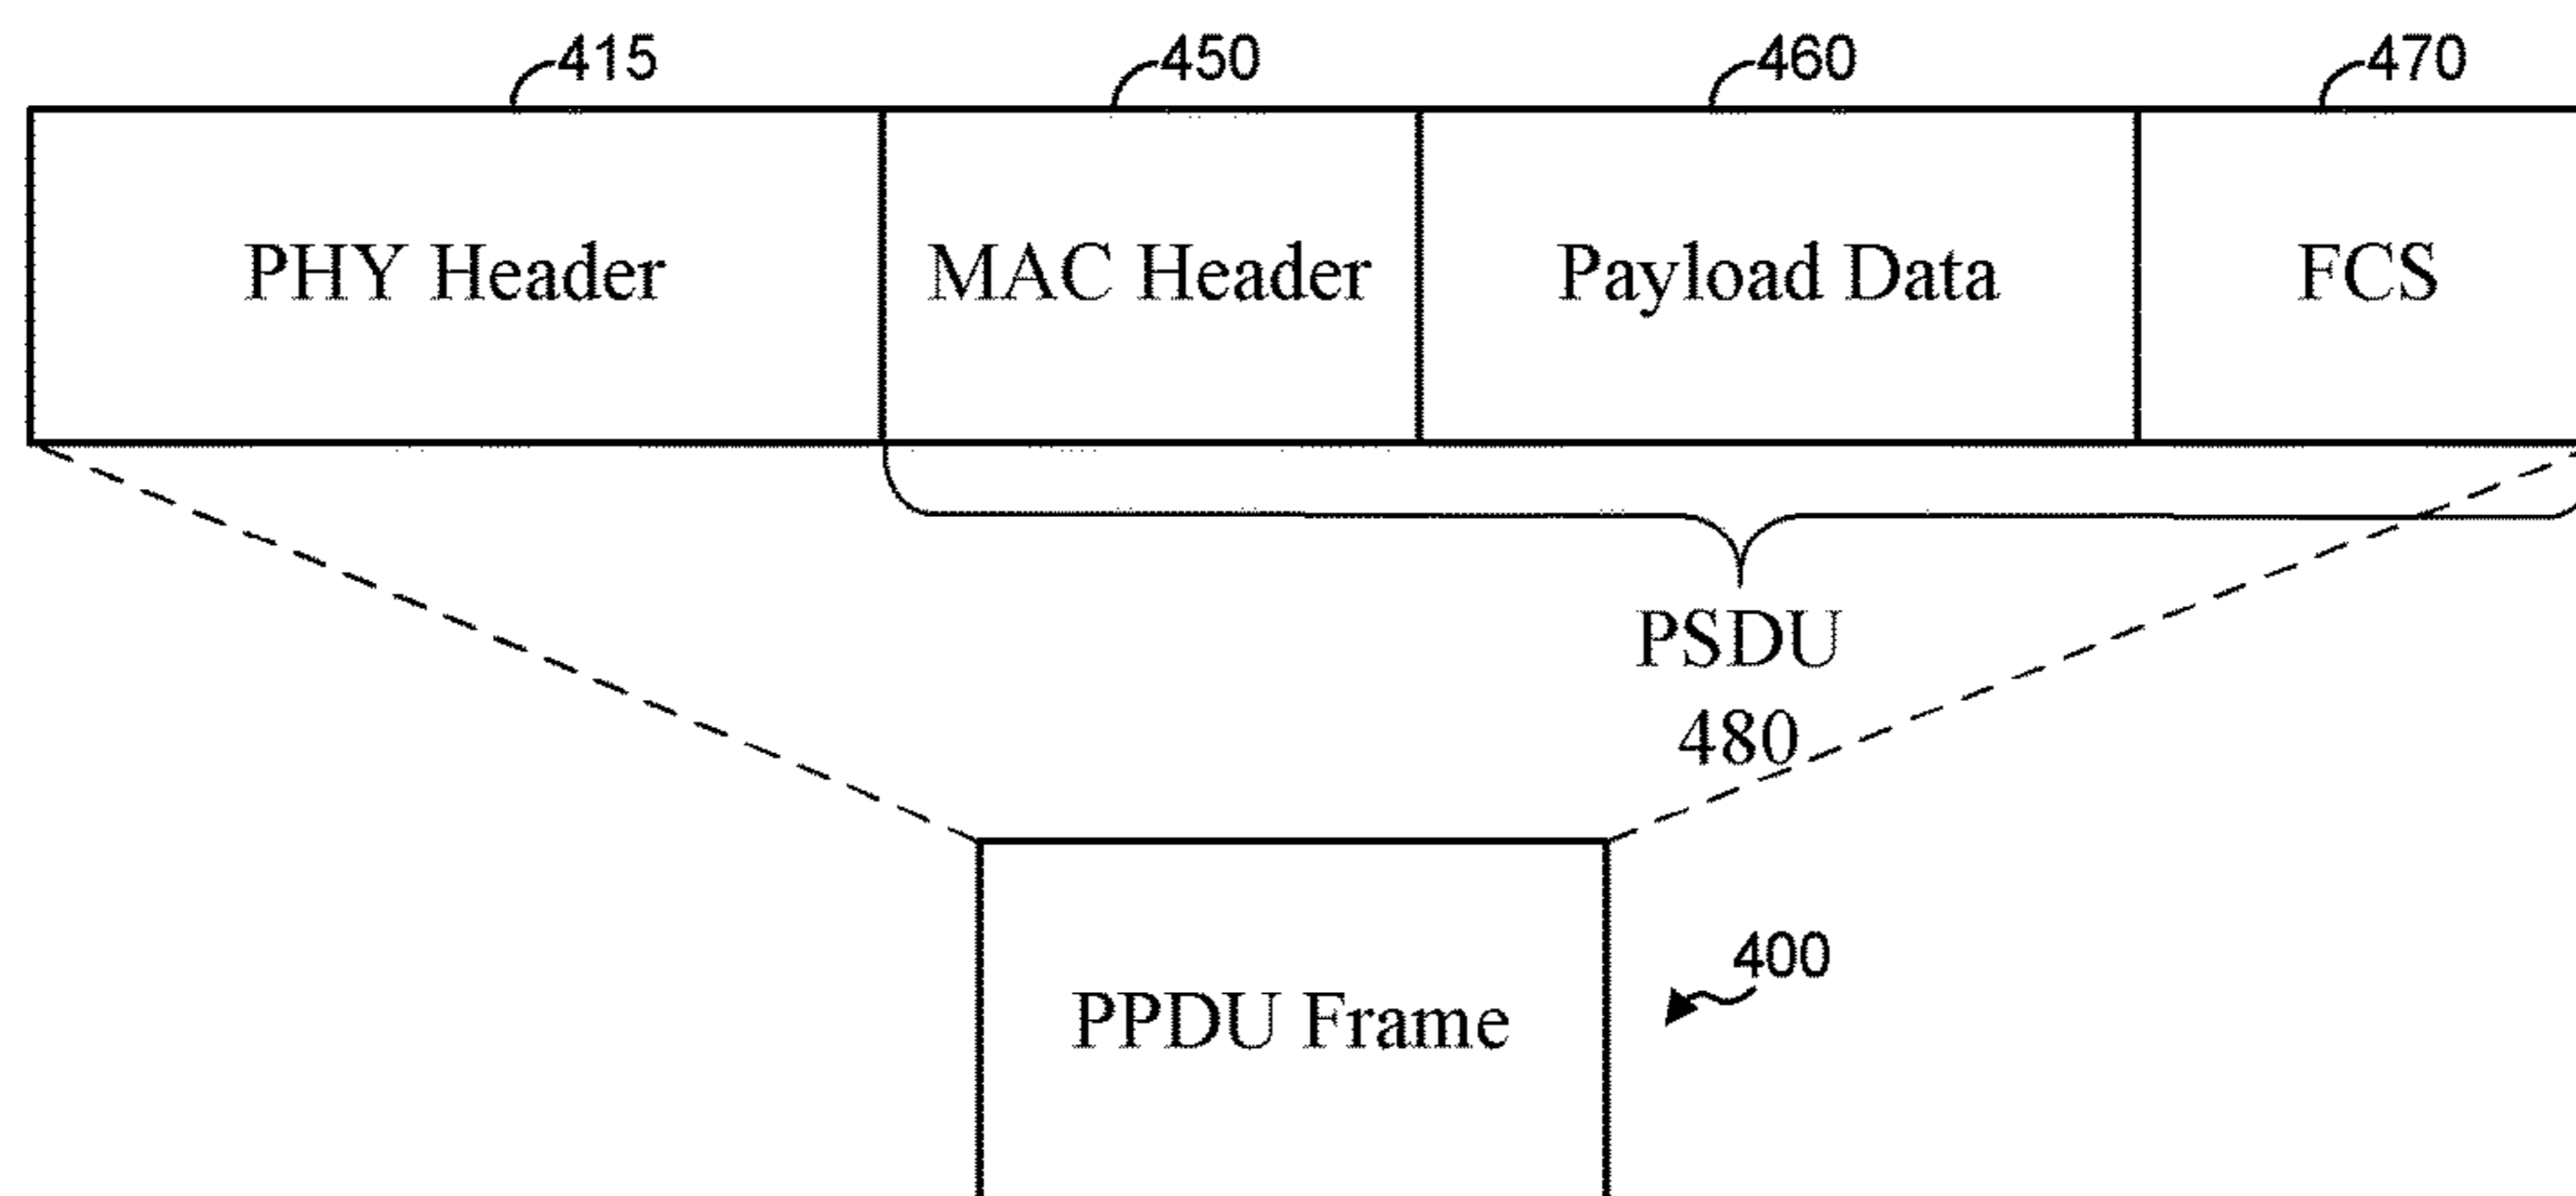 415 450 460 470
PHY Header MAC Header Payload Data FCS
PSDU
480
400
PPDU Frame